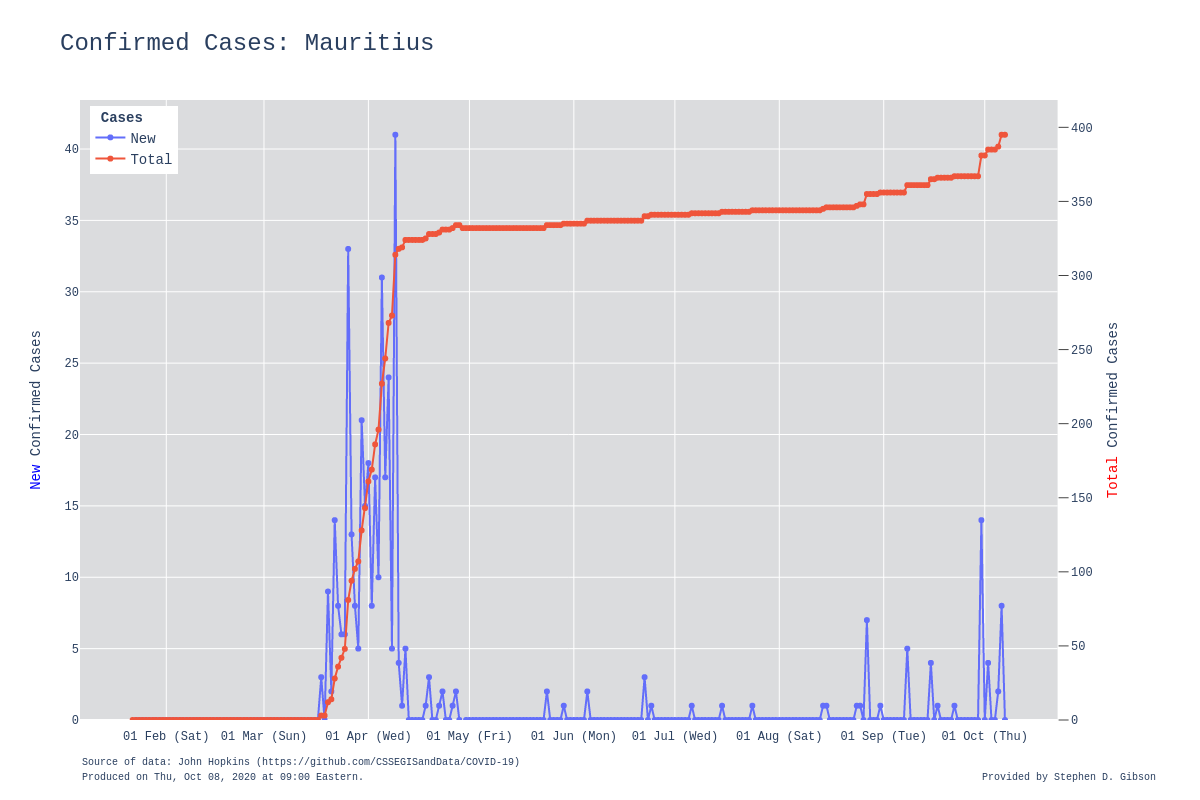 Confirmed Cases: Mauritius
Cases
New
Total
40
35
30
25
20
15
10
5
0
400
350
300
250
200
150
100
50
0
New Confirmed Cases
Total Confirmed Cases
01 Feb (Sat)
01 Mar (Sun)
01 Apr (Wed)
01 May (Fri)
01 Jun (Mon)
01 Jul (Wed)
01 Aug (Sat)
01 Sep (Tue)
01 Oct (Thu)
Source of data: John Hopkins (https://github.com/CSSEGISandData/COVID-19)
Produced on Thu, Oct 08, 2020 at 09:00 Eastern.
Provided by Stephen D. Gibson